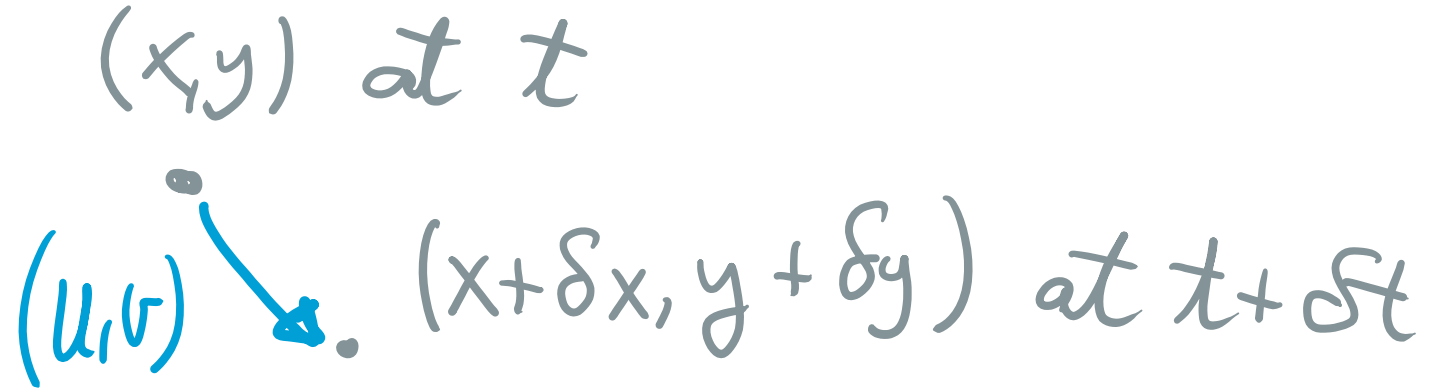 (x,y) at t
(x+δx, y+δy) at t+δt
(u,v)